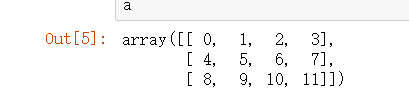 a
Out[5]: array([[ 0, 1, 2, 3],
[ 4, 5, 6, 7],
[ 8, 9, 10, 11]])